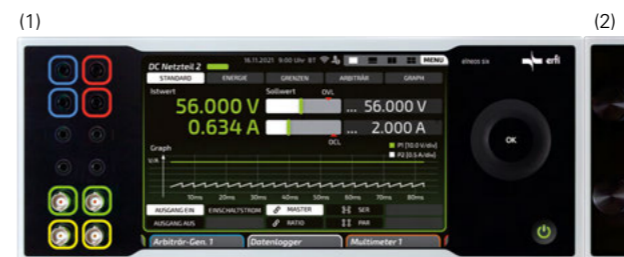 (1) (2)
DC Netzteil 2 16.11.2021 9:00 Uhr BT MENU
elneos six erfi
STANDARD ENERGIE GRENZEN ARBITRÄR GRAPH
Istwert Sollwert OVL
56.000 V ... 56.000 V
0.634 A ... 2.000 A
OCL
OK
Graph P1 (10.0 V/div)
V/A P2 (0.5 A/div)
10ms 20ms 30ms 40ms 50ms 60ms 70ms 80ms
AUSGANG EIN EINSCHALTSTROM MASTER SER
AUSGANG AUS RATIO PAR
Arbiträr-Gen. 1 Datenlogger Multimeter 1